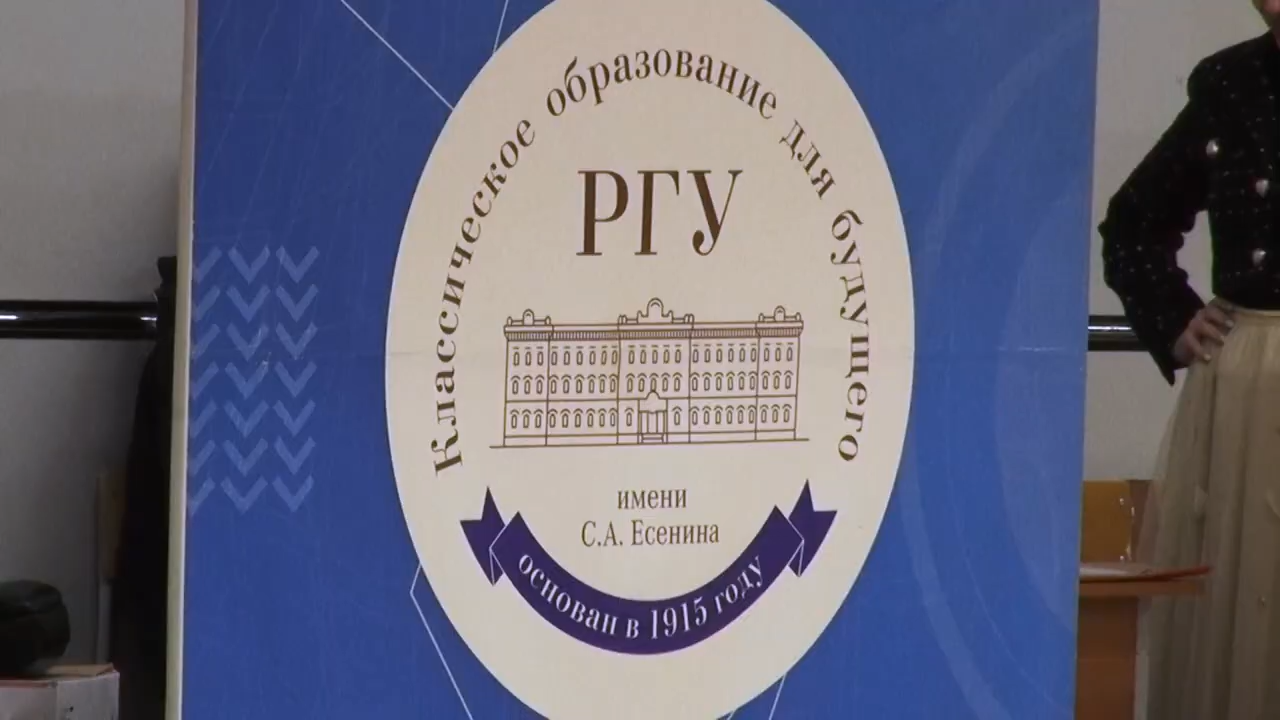 Классическое образование для будущего
РГУ
имени
С.А. Есенина
основан в 1915 году